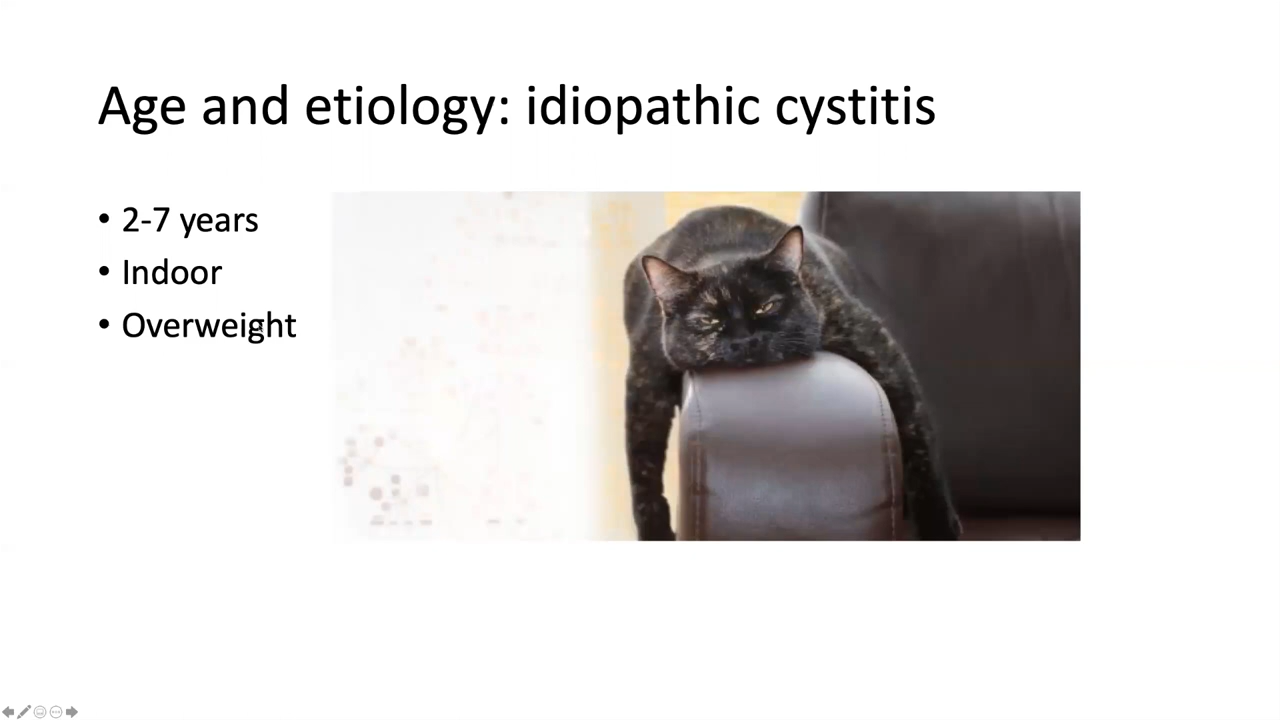 Age and etiology: idiopathic cystitis
• 2-7 years
• Indoor
• Overweight